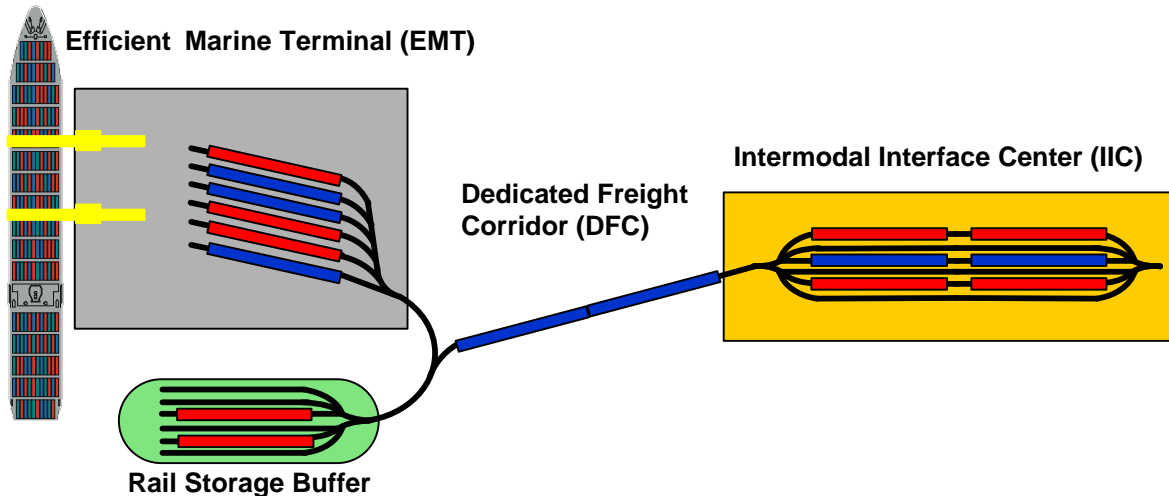 Efficient Marine Terminal (EMT)
Intermodal Interface Center (IIC)
Dedicated Freight
Corridor (DFC)
Rail Storage Buffer